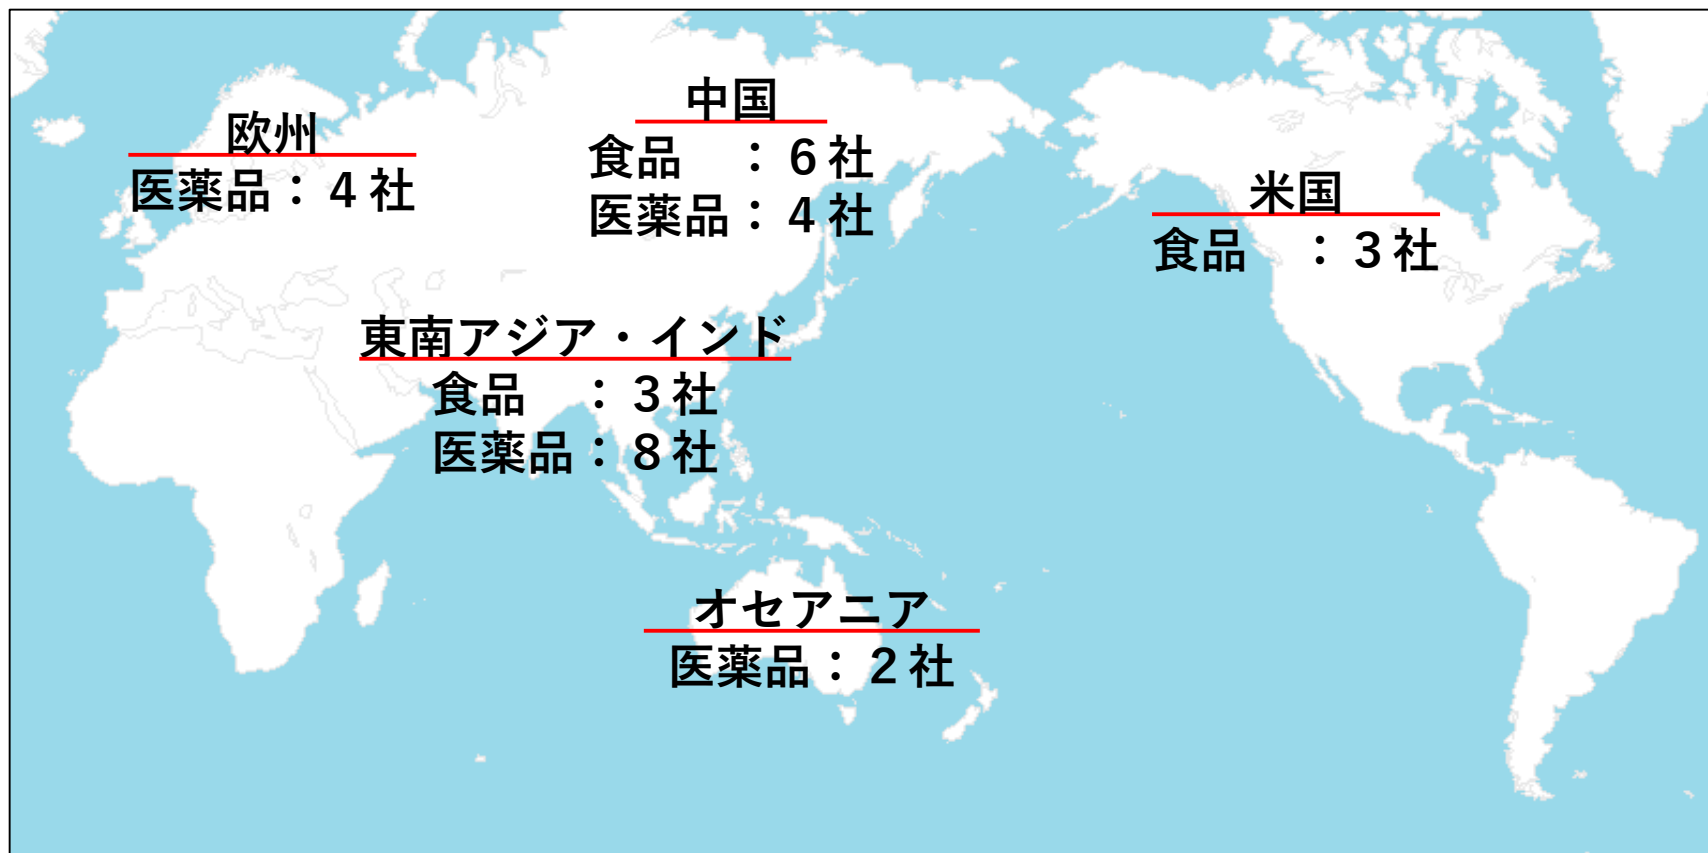 欧州
医薬品：４社
中国
食品　：６社
医薬品：４社
米国
食品　：３社
東南アジア・インド
食品　：３社
医薬品：８社
オセアニア
医薬品：２社